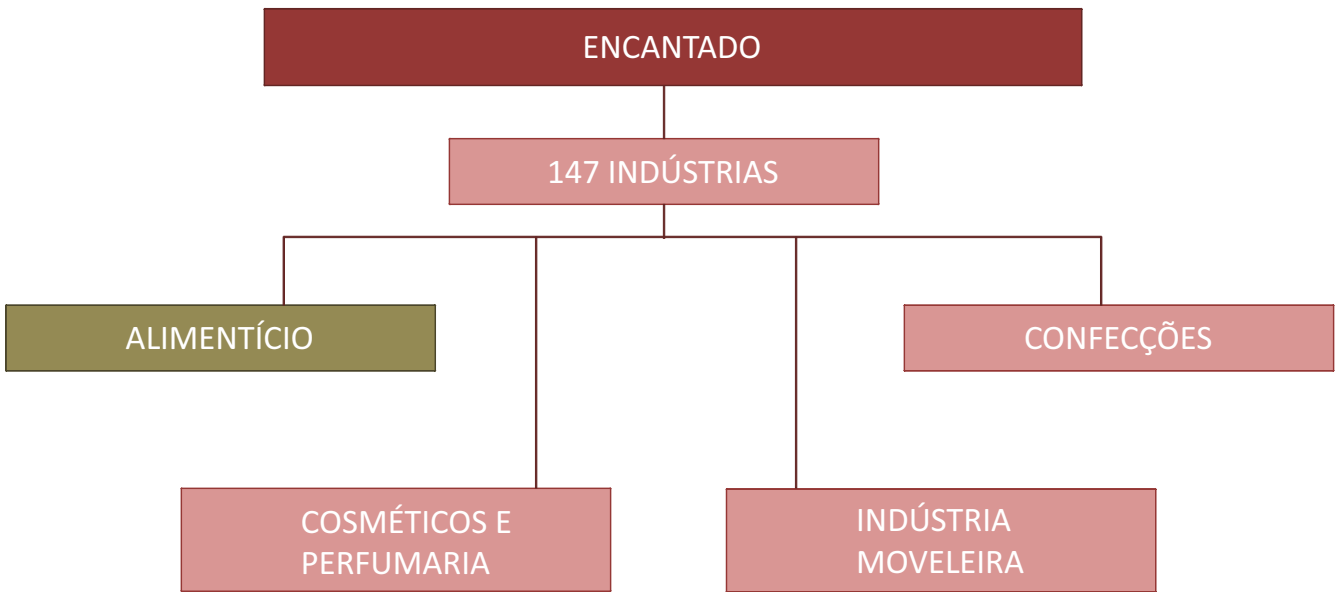 ENCANTADO
147 INDÚSTRIAS
ALIMENTÍCIO
CONFECÇÕES
COSMÉTICOS E
PERFUMARIA
INDÚSTRIA
MOVELEIRA